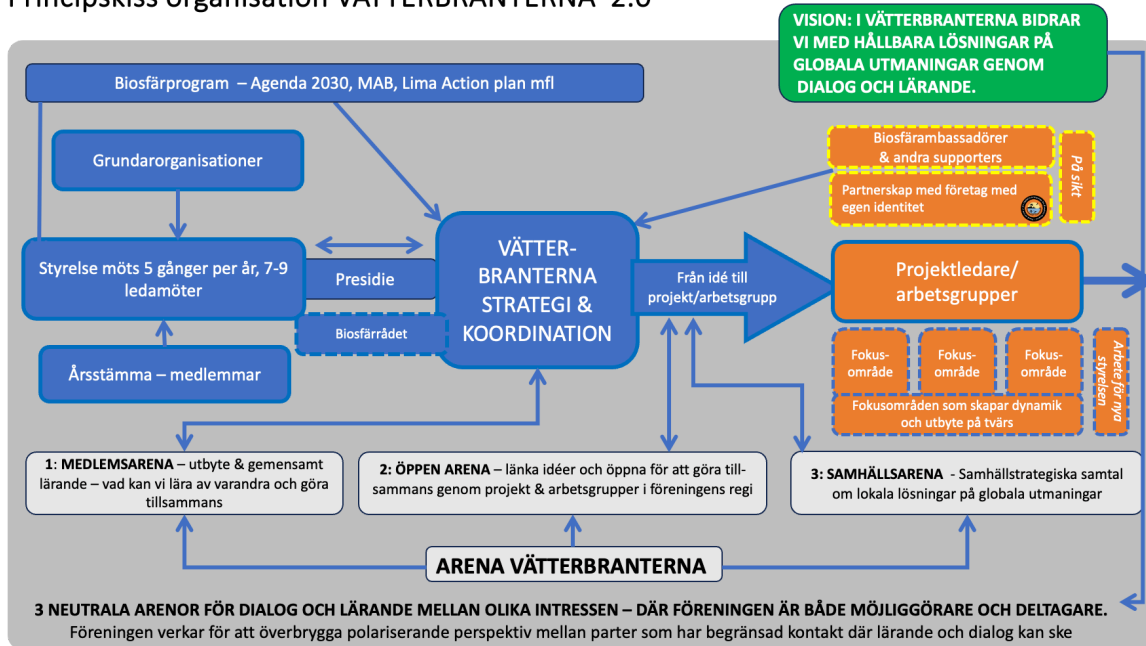 Principskiss organisation VÄTTERBRANTERNA 2.0
VISION: I VÄTTERBRANTERNA BIDRAR
VI MED HÅLLBARA LÖSNINGAR PÅ
GLOBALA UTMANINGAR GENOM
DIALOG OCH LÄRANDE.
Biosfärprogram – Agenda 2030, MAB, Lima Action plan mfl
Grundarorganisationer
Biosfärambassadörer
& andra supporters
På sikt
Partnerskap med företag med
egen identitet
Styrelse möts 5 gånger per år, 7-9
ledamöter
Presidie
Biosfärrådet
VÄTTER-
BRANTERNA
STRATEGI &
KOORDINATION
Från idé till
projekt/arbetsgrupp
Projektledare/
arbetsgrupper
Årsstämma – medlemmar
Fokus-
område
Fokus-
område
Fokus-
område
Fokusområden som skapar dynamik
och utbyte på tvärs
Arbete för nya
styrelsen
1: MEDLEMSARENA – utbyte & gemensamt
lärande – vad kan vi lära av varandra och göra
tillsammans
2: ÖPPEN ARENA – länka idéer och öppna för att göra till-
sammans genom projekt & arbetsgrupper i föreningens regi
3: SAMHÄLLSARENA - Samhällstrategiska samtal
om lokala lösningar på globala utmaningar
ARENA VÄTTERBRANTERNA
3 NEUTRALA ARENOR FÖR DIALOG OCH LÄRANDE MELLAN OLIKA INTRESSEN – DÄR FÖRENINGEN ÄR BÅDE MÖJLIGGÖRARE OCH DELTAGARE.
Föreningen verkar för att överbrygga polariserande perspektiv mellan parter som har begränsad kontakt där lärande och dialog kan ske